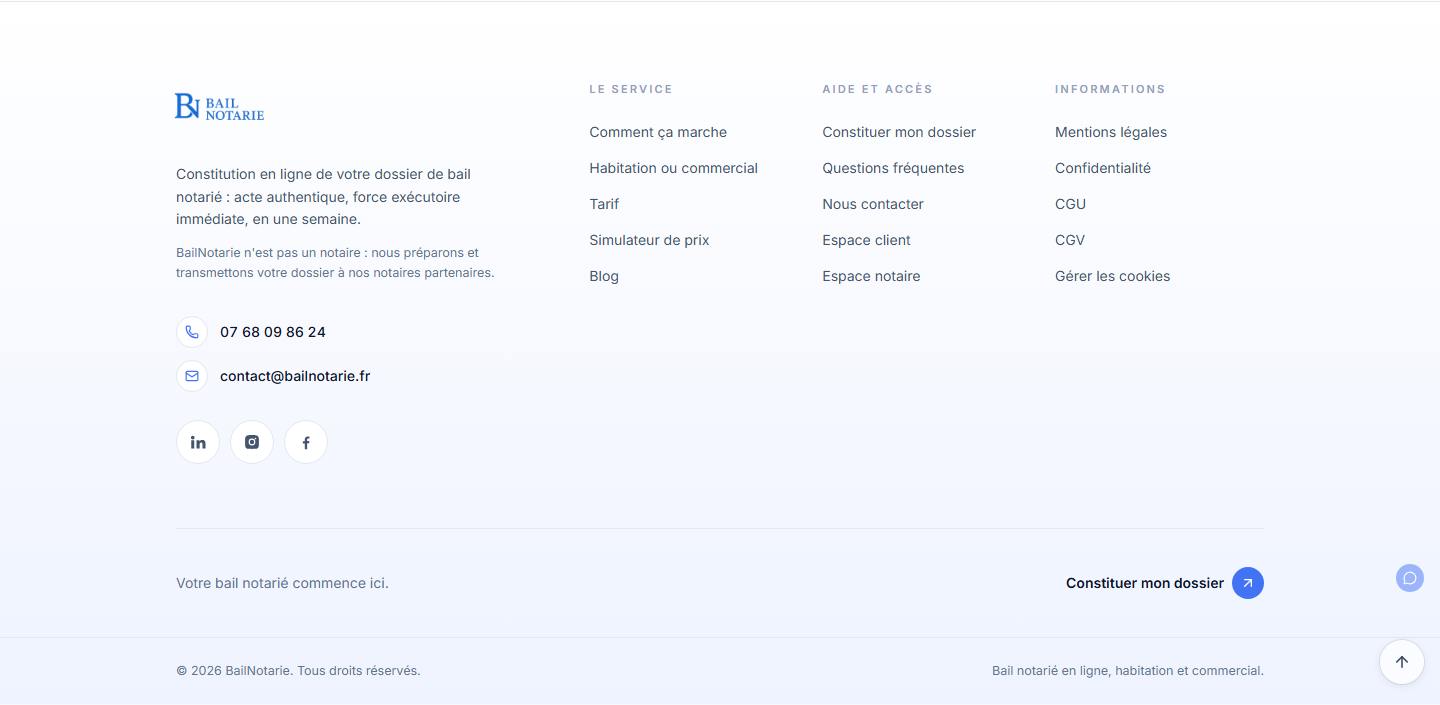 BN BAIL
NOTARIE
Constitution en ligne de votre dossier de bail
notarié : acte authentique, force exécutoire
immédiate, en une semaine.
BailNotarie n'est pas un notaire : nous préparons et
transmettons votre dossier à nos notaires partenaires.
07 68 09 86 24
contact@bailnotarie.fr
LE SERVICE
Comment ça marche
Habitation ou commercial
Tarif
Simulateur de prix
Blog
AIDE ET ACCÈS
Constituer mon dossier
Questions fréquentes
Nous contacter
Espace client
Espace notaire
INFORMATIONS
Mentions légales
Confidentialité
CGU
CGV
Gérer les cookies
Votre bail notarié commence ici.
Constituer mon dossier
© 2026 BailNotarie. Tous droits réservés.
Bail notarié en ligne, habitation et commercial.